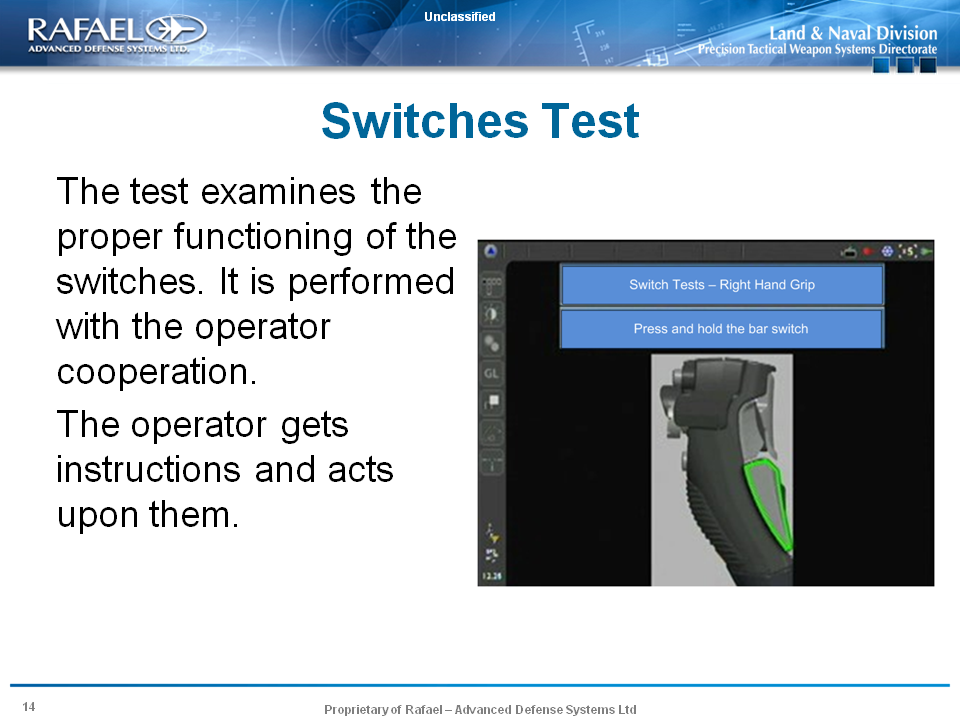 Unclassified
RAFAEL
ADVANCED DEFENSE SYSTEMS LTD.
Land & Naval Division
Precision Tactical Weapon Systems Directorate
Switches Test
The test examines the
proper functioning of the
switches. It is performed
with the operator
cooperation.
The operator gets
instructions and acts
upon them.
Switch Tests – Right Hand Grip
Press and hold the bar switch
GL
14
Proprietary of Rafael – Advanced Defense Systems Ltd